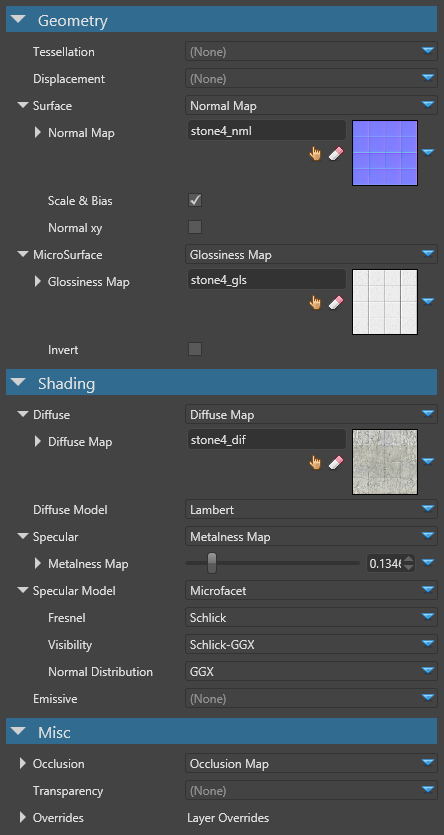 Geometry
Tessellation (None)
Displacement (None)
Surface Normal Map
Normal Map stone4_nml
Scale & Bias
Normal xy
MicroSurface Glossiness Map
Glossiness Map stone4_gls
Invert
Shading
Diffuse Diffuse Map
Diffuse Map stone4_dif
Diffuse Model Lambert
Specular Metalness Map
Metalness Map 0.1346
Specular Model Microfacet
Fresnel Schlick
Visibility Schlick-GGX
Normal Distribution GGX
Emissive (None)
Misc
Occlusion Occlusion Map
Transparency (None)
Overrides Layer Overrides